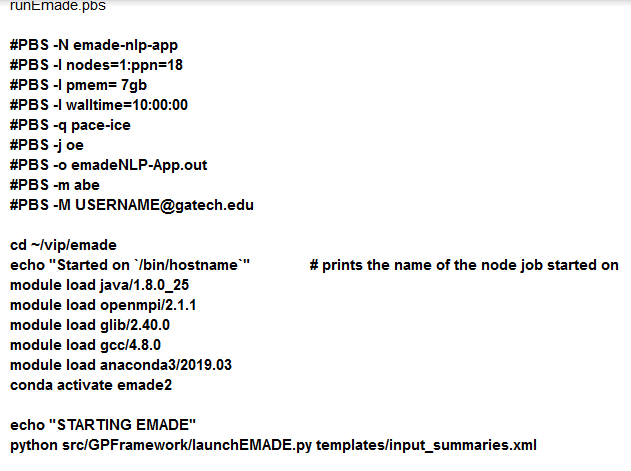 runEmade.pbs
#PBS -N emade-nlp-app
#PBS -l nodes=1:ppn=18
#PBS -l pmem= 7gb
#PBS -l walltime=10:00:00
#PBS -q pace-ice
#PBS -j oe
#PBS -o emadeNLP-App.out
#PBS -m abe
#PBS -M USERNAME@gatech.edu
cd ~/vip/emade
echo "Started on `/bin/hostname`" # prints the name of the node job started on
module load java/1.8.0_25
module load openmpi/2.1.1
module load glib/2.40.0
module load gcc/4.8.0
module load anaconda3/2019.03
conda activate emade2
echo "STARTING EMADE"
python src/GPFramework/launchEMADE.py templates/input_summaries.xml